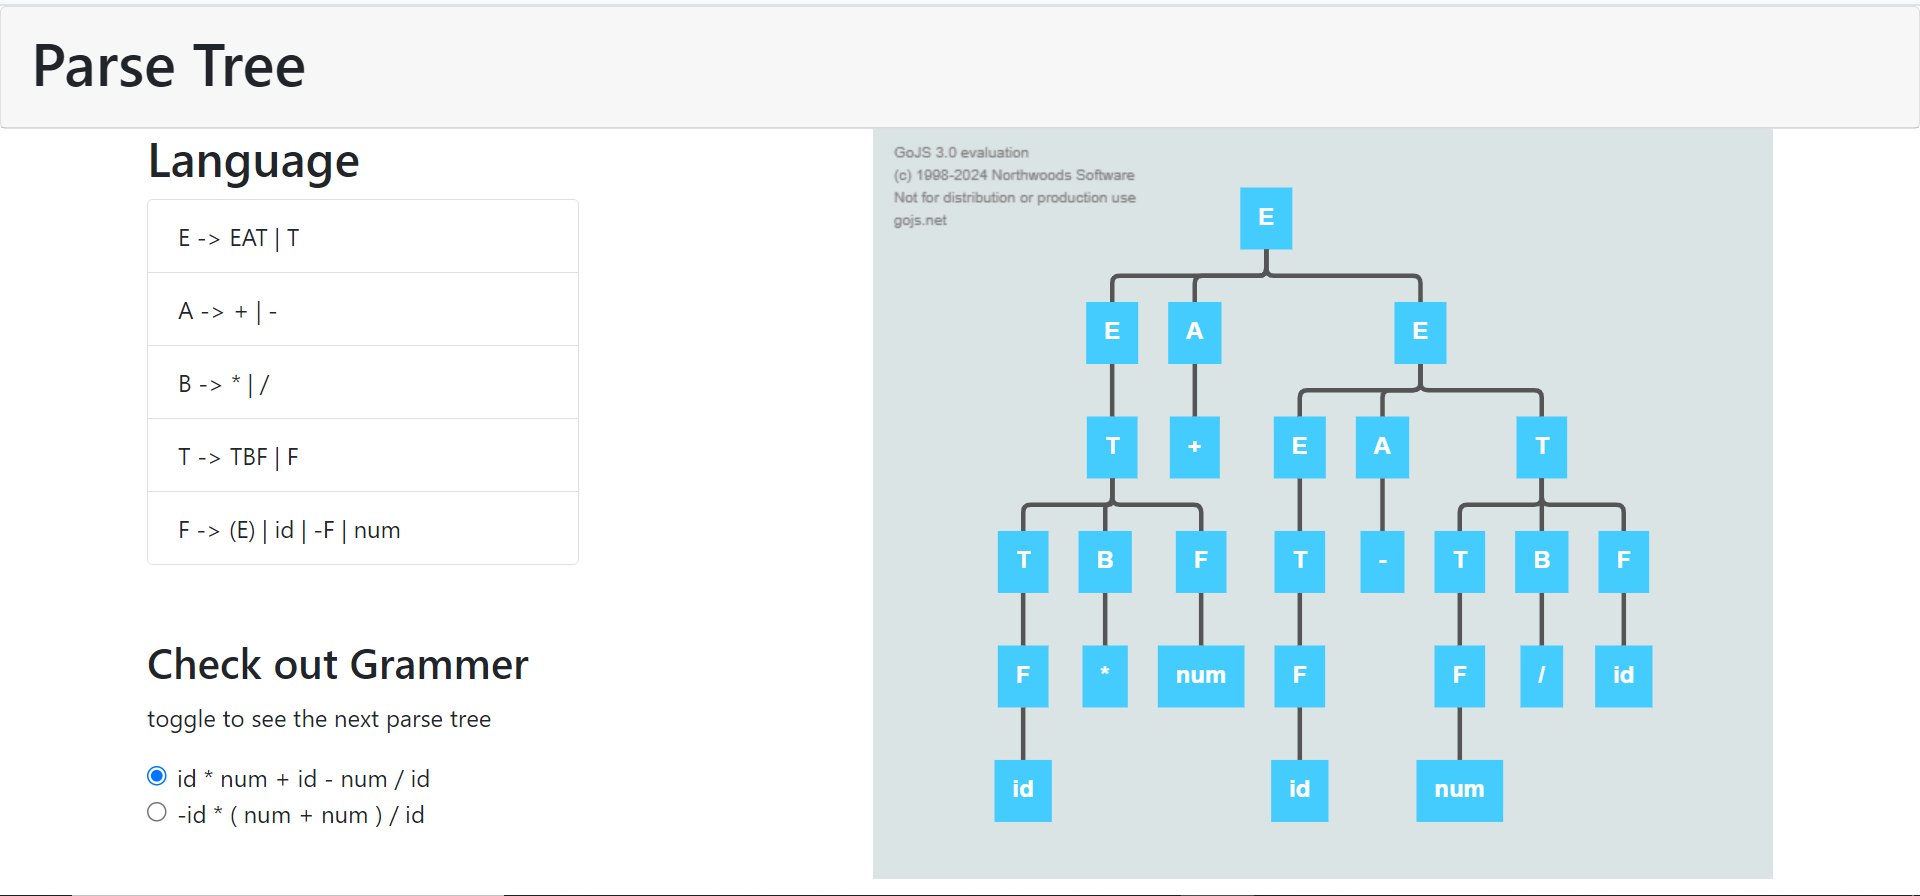 Parse Tree
Language
E -> EAT | T
A -> + | -
B -> * | /
T -> TBF | F
F -> (E) | id | -F | num
Check out Grammer
toggle to see the next parse tree
id * num + id - num / id
-id * ( num + num ) / id
GoJS 3.0 evaluation
(c) 1998-2024 Northwoods Software
Not for distribution or production use
gojs.net
E
E A E
T + E A T
T B F T - T B F
F * num F F / id
id id num